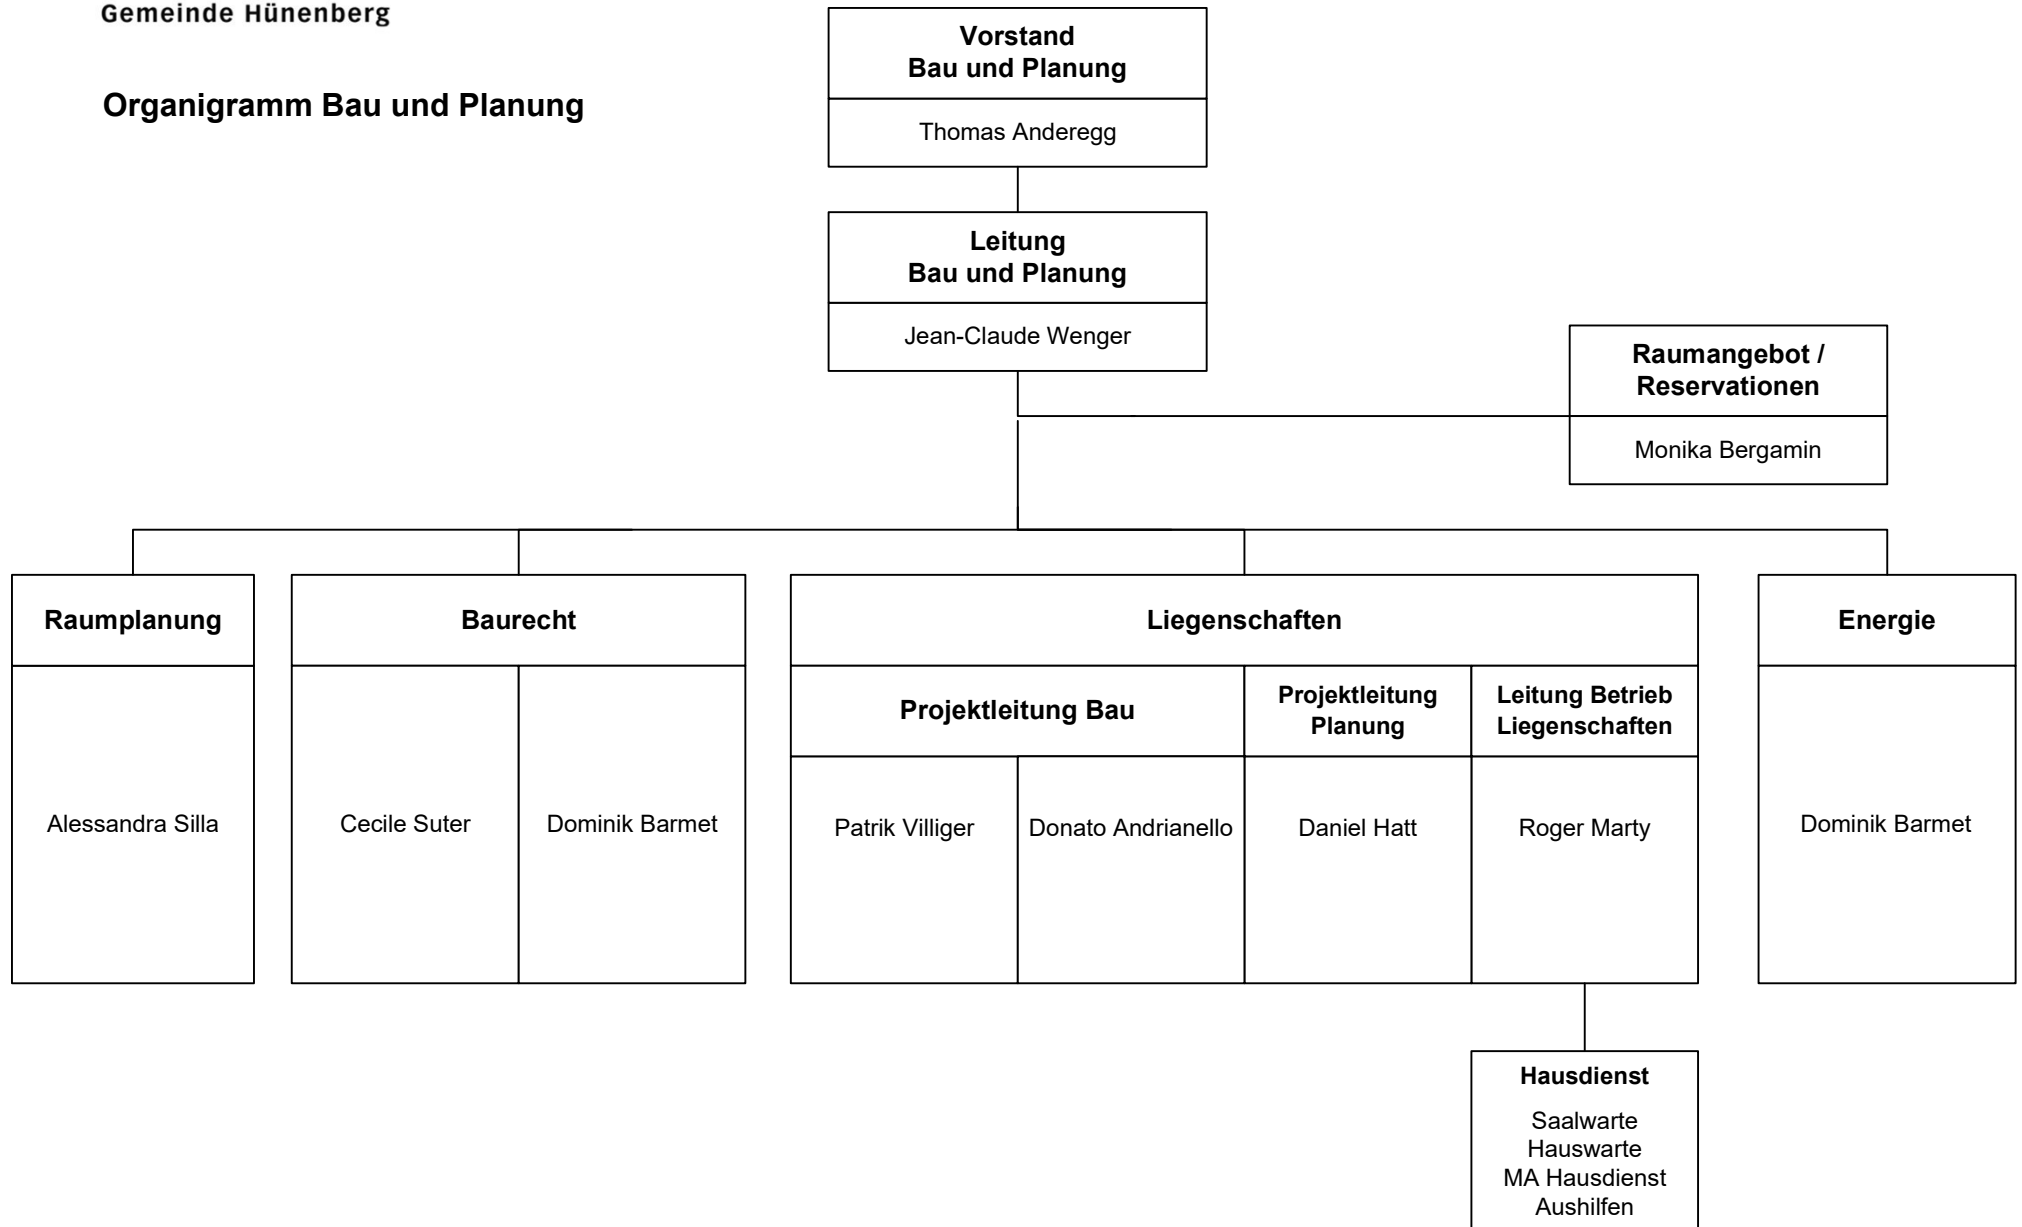 Gemeinde Hünenberg
Organigramm Bau und Planung
Vorstand
Bau und Planung
Thomas Anderegg
Leitung
Bau und Planung
Jean-Claude Wenger
Raumangebot /
Reservationen
Monika Bergamin
Raumplanung
Alessandra Silla
Baurecht
Cecile Suter
Dominik Barmet
Liegenschaften
Projektleitung Bau
Patrik Villiger
Donato Andrianello
Projektleitung
Planung
Daniel Hatt
Leitung Betrieb
Liegenschaften
Roger Marty
Energie
Dominik Barmet
Hausdienst
Saalwarte
Hauswarte
MA Hausdienst
Aushilfen